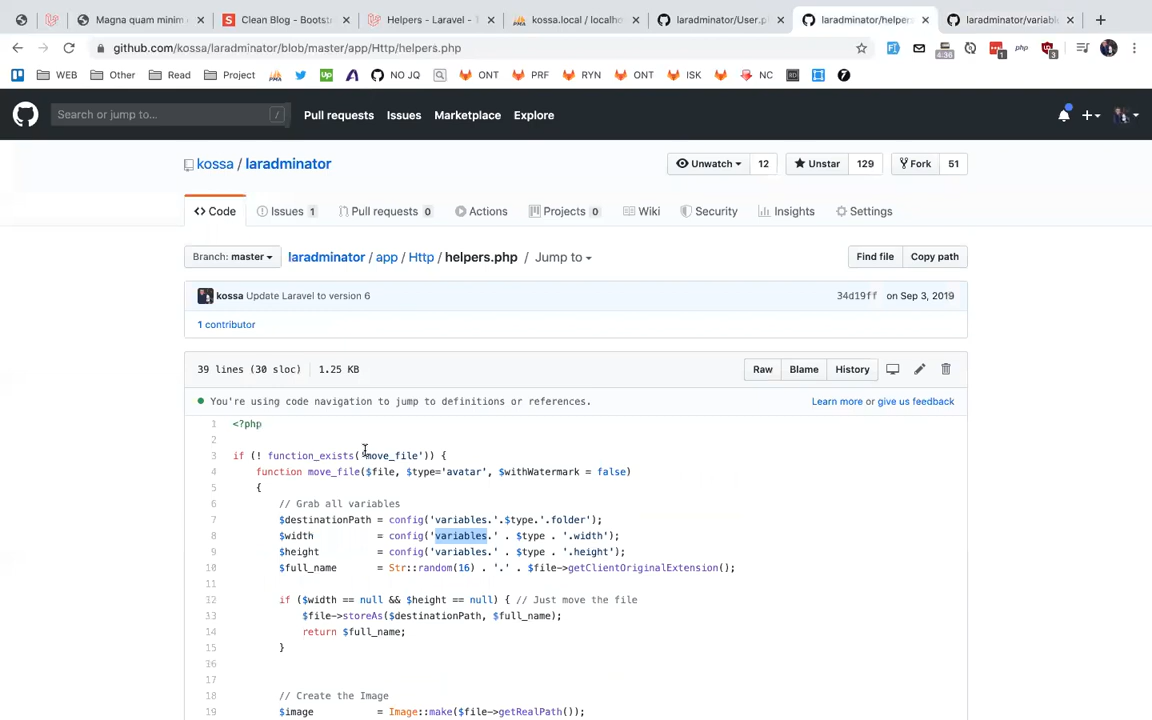 Magna quam minim
Clean Blog - Bootst
Helpers - Laravel -
kossa.local / localho
laradminator/User.p
laradminator/helpers
laradminator/variabl
github.com/kossa/laradminator/blob/master/app/Http/helpers.php
4.36
1
php
3
WEB
Other
Read
Project
PMA
Up
NO JQ
ONT
PRF
RYN
ONT
ISK
NC
Search or jump to...
/
Pull requests
Issues
Marketplace
Explore
kossa / laradminator
Unwatch
12
Unstar
129
Fork
51
Code
Issues 1
Pull requests 0
Actions
Projects 0
Wiki
Security
Insights
Settings
Branch: master
laradminator / app / Http / helpers.php / Jump to
Find file
Copy path
kossa Update Laravel to version 6
34d19ff on Sep 3, 2019
1 contributor
39 lines (30 sloc) | 1.25 KB
Raw
Blame
History
You're using code navigation to jump to definitions or references.
Learn more or give us feedback
1 <?php
2
3 if (! function_exists('move_file')) {
4 function move_file($file, $type='avatar', $withWatermark = false)
5 {
6 // Grab all variables
7 $destinationPath = config('variables.'.$type.'.folder');
8 $width = config('variables.' . $type . '.width');
9 $height = config('variables.' . $type . '.height');
10 $full_name = Str::random(16) . '.' . $file->getClientOriginalExtension();
11
12 if ($width == null && $height == null) { // Just move the file
13 $file->storeAs($destinationPath, $full_name);
14 return $full_name;
15 }
16
17
18 // Create the Image
19 $image = Image::make($file->getRealPath());